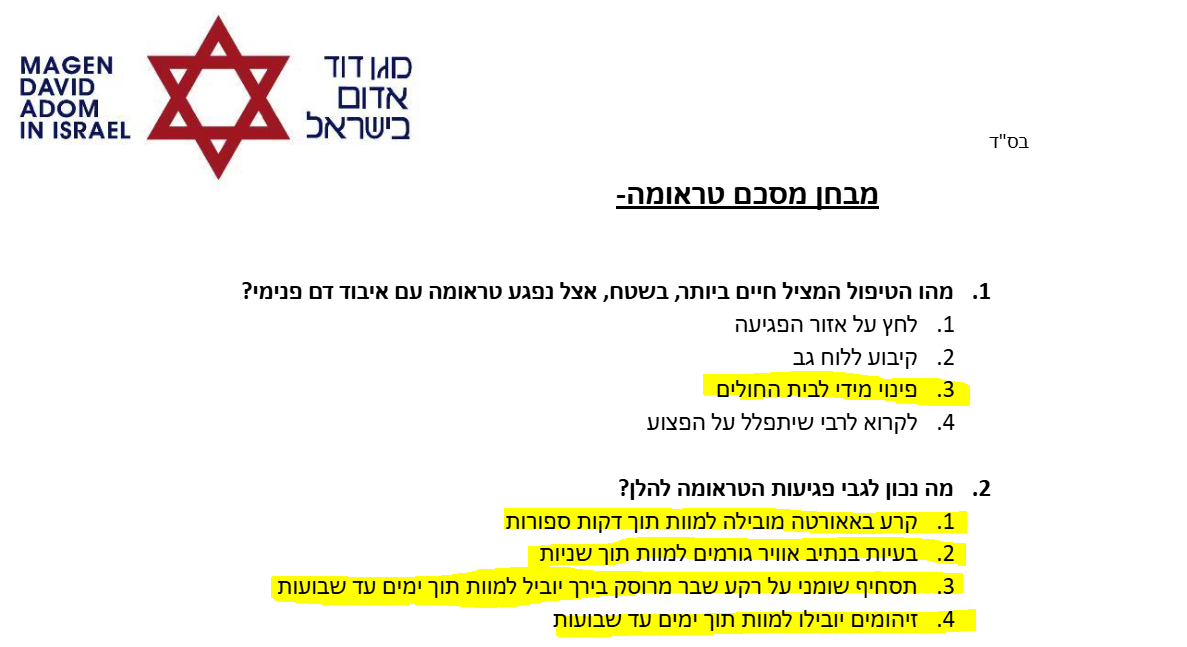 MAGEN
DAVID
ADOM
IN ISRAEL
מגן דוד
אדום
בישראל
בס"ד
מבחן מסכם טראומה-
1. מהו הטיפול המציל חיים ביותר, בשטח, אצל נפגע טראומה עם איבוד דם פנימי?
1. לחץ על אזור הפגיעה
2. קיבוע ללוח גב
3. פינוי מידי לבית החולים
4. לקרוא לרבי שיתפלל על הפצוע
2. מה נכון לגבי פגיעות הטראומה להלן?
1. קרע באאורטה מובילה למוות תוך דקות ספורות
2. בעיות בנתיב אוויר גורמים למוות תוך שניות
3. תסחיף שומני על רקע שבר מרוסק בירך יוביל למוות תוך ימים עד שבועות
4. זיהומים יובילו למוות תוך ימים עד שבועות